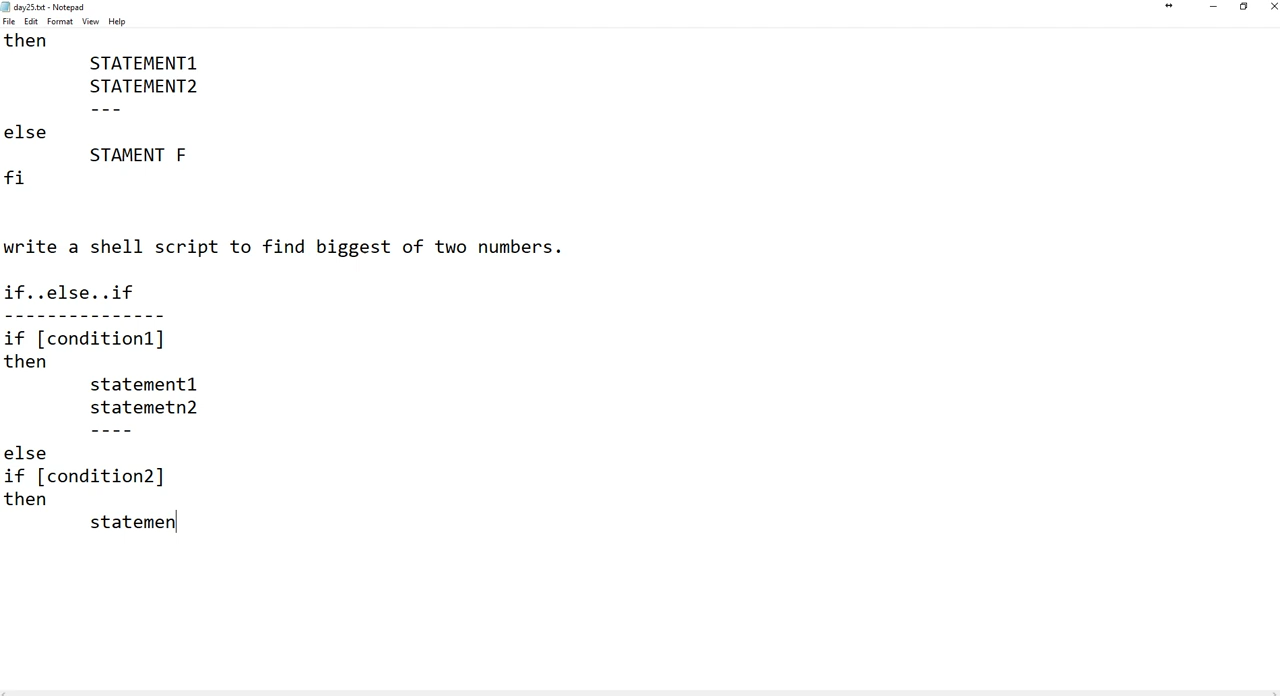 day25.txt - Notepad
File Edit Format View Help
then
STATEMENT1
STATEMENT2
---
else
STAMENT F
fi
write a shell script to find biggest of two numbers.
if..else..if
---------------
if [condition1]
then
statement1
statemetn2
----
else
if [condition2]
then
statemen